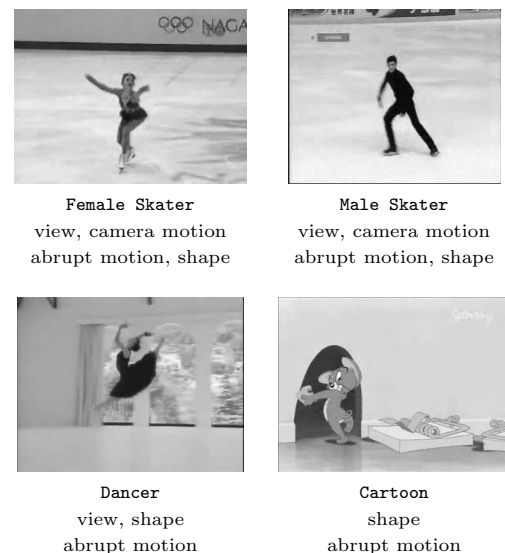 NAGA
Female Skater
view, camera motion
abrupt motion, shape
Male Skater
view, camera motion
abrupt motion, shape
Dancer
view, shape
abrupt motion
Cartoon
shape
abrupt motion